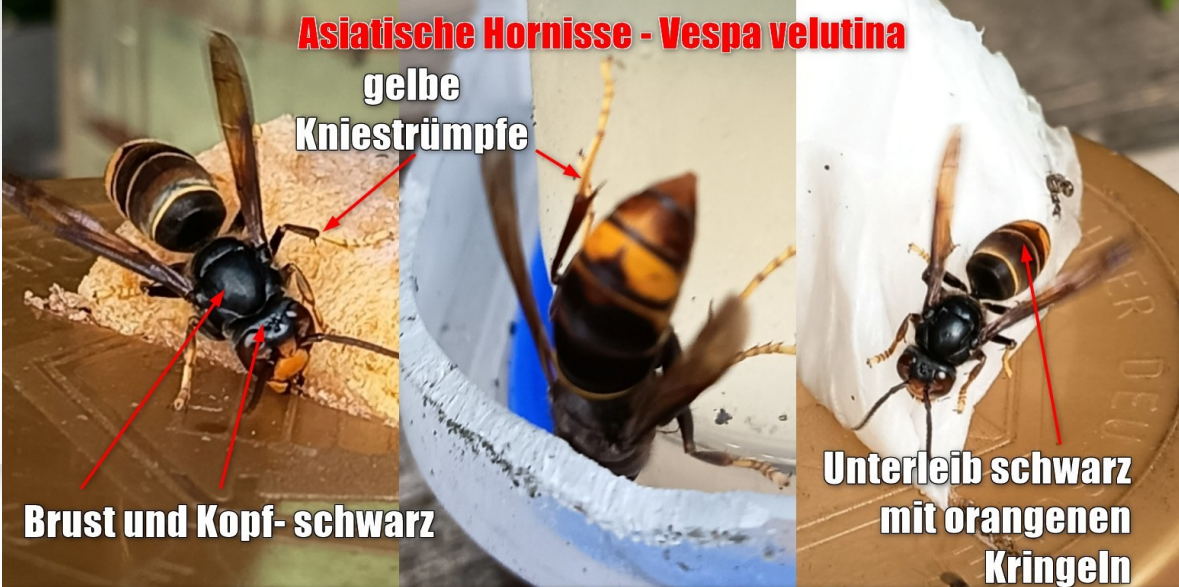 Asiatische Hornisse - Vespa velutina
gelbe
Kniestrümpfe
Brust und Kopf- schwarz
Unterleib schwarz
mit orangenen
Kringeln